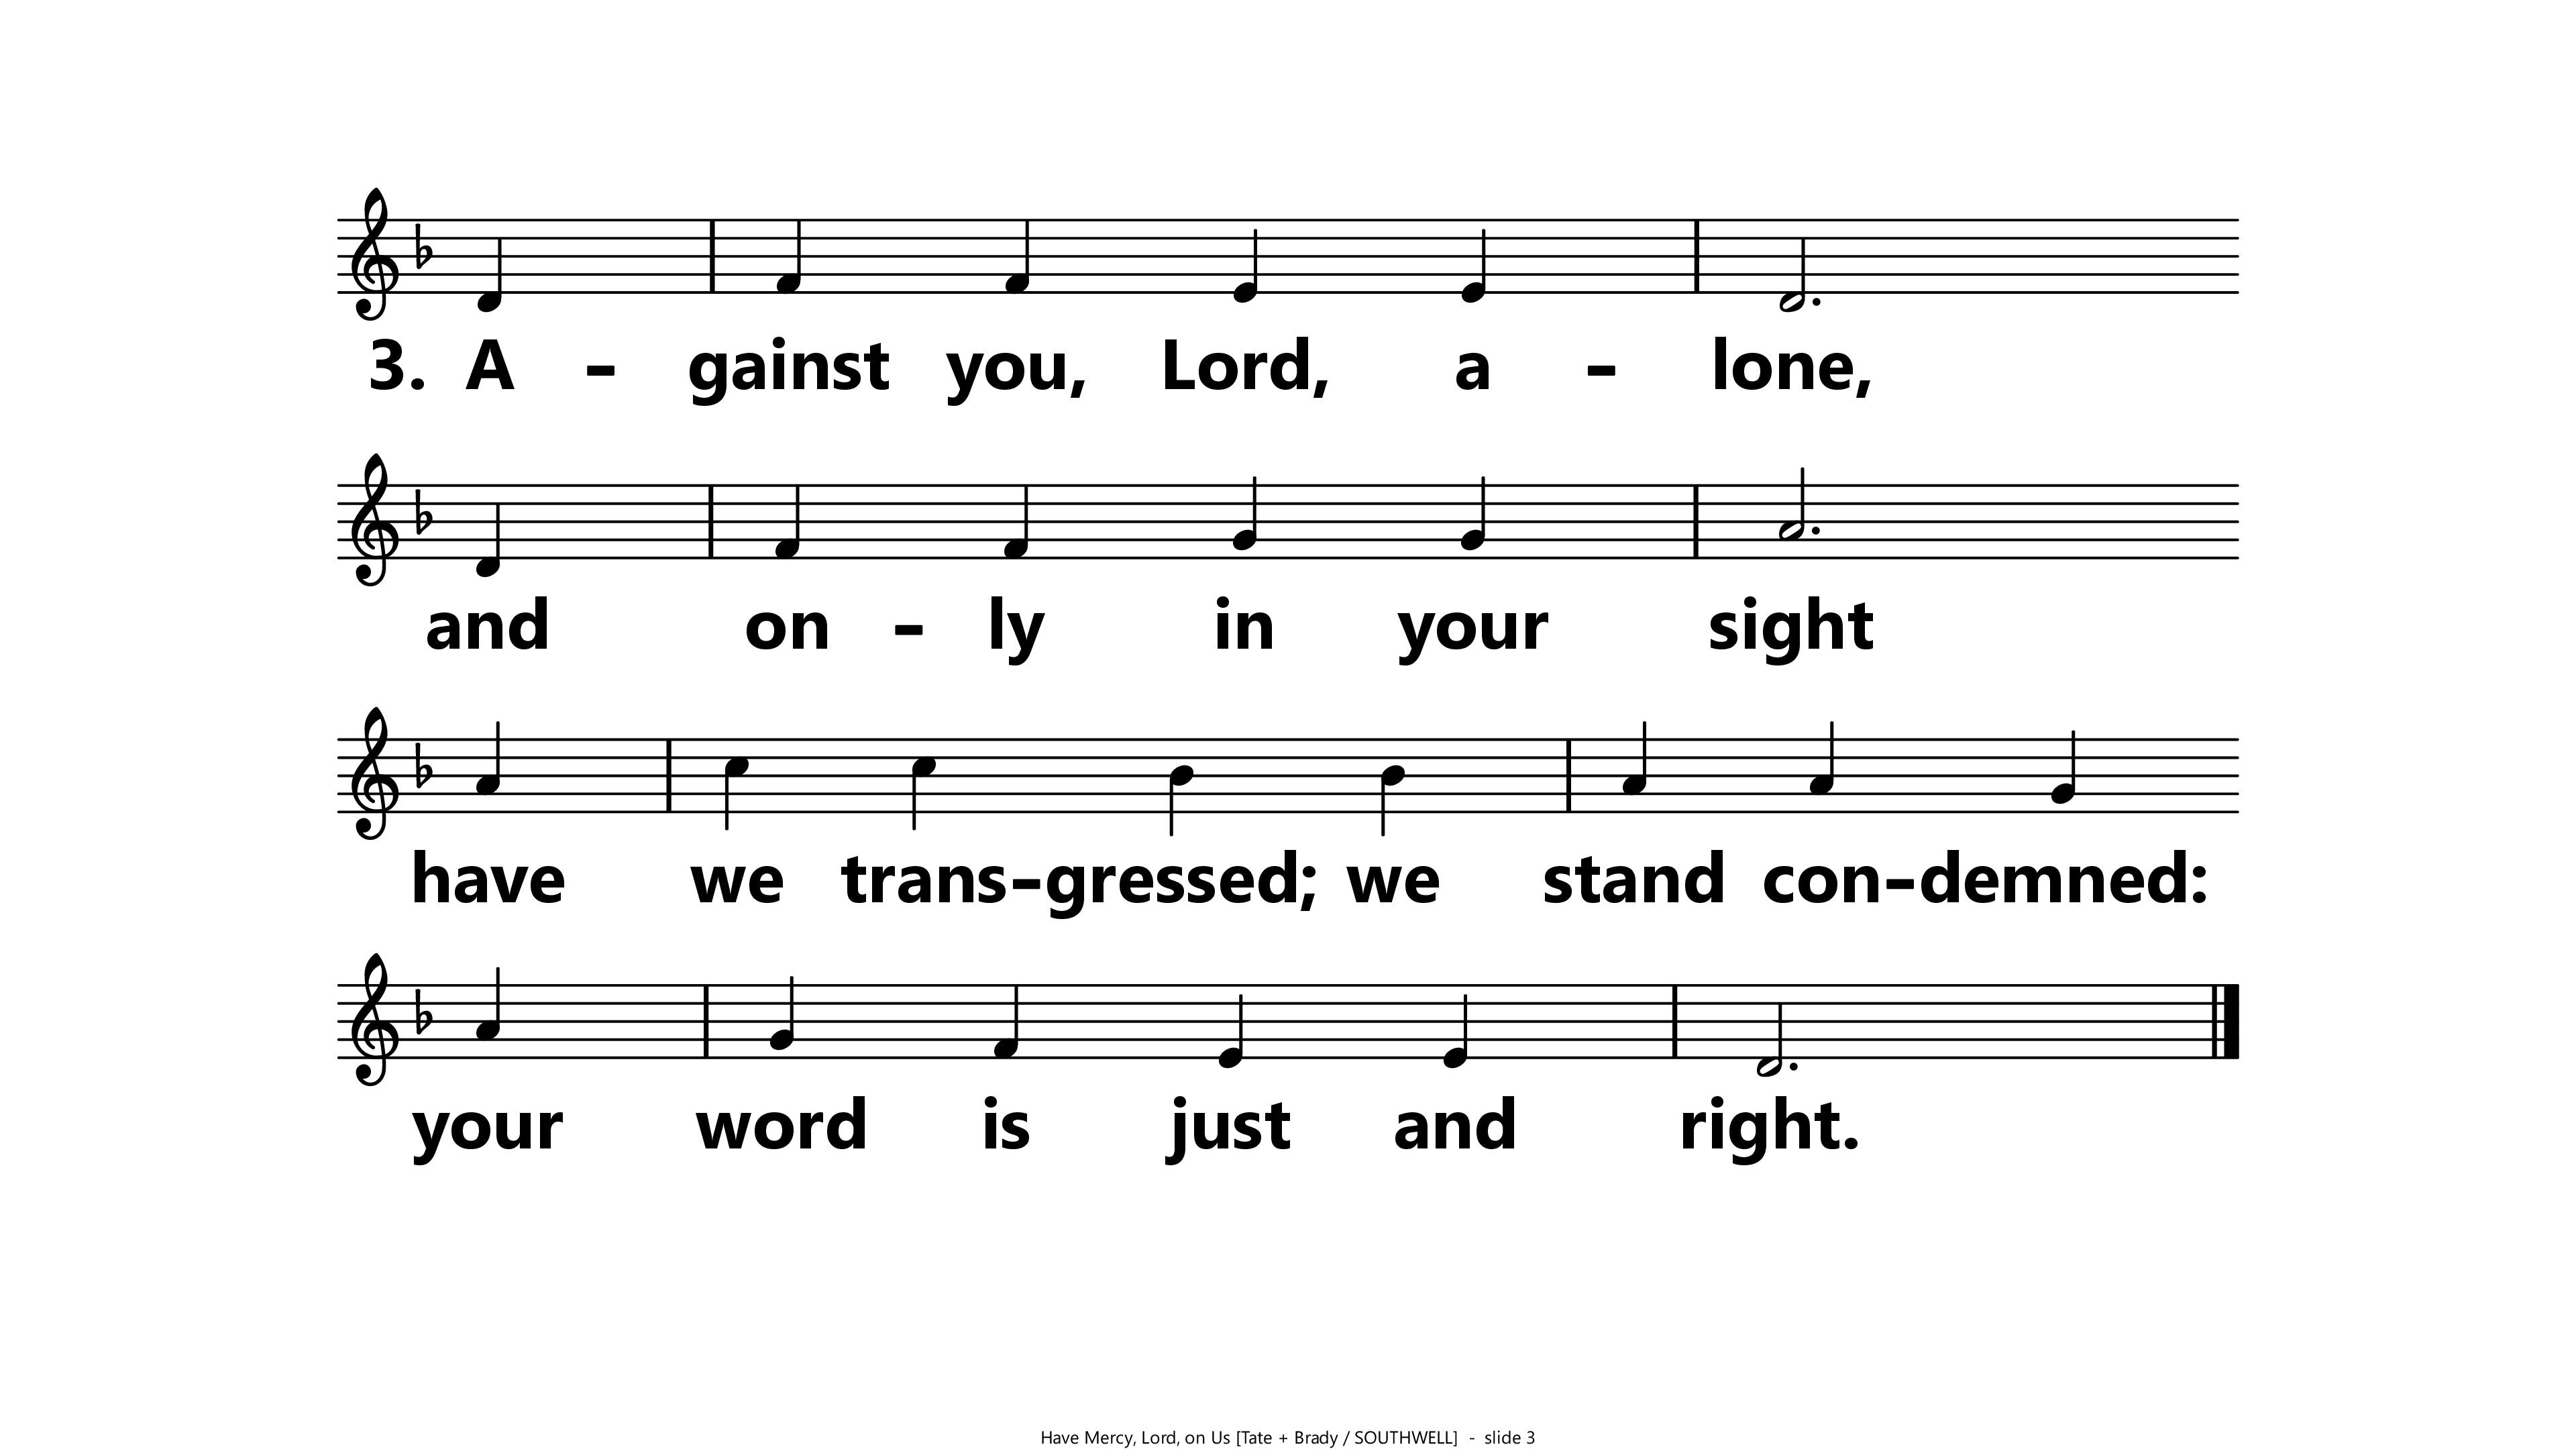 3. A - gainst you, Lord, a - lone,
and on - ly in your sight
have we trans-gressed; we stand con-demned:
your word is just and right.
Have Mercy, Lord, on Us [Tate + Brady / SOUTHWELL] - slide 3